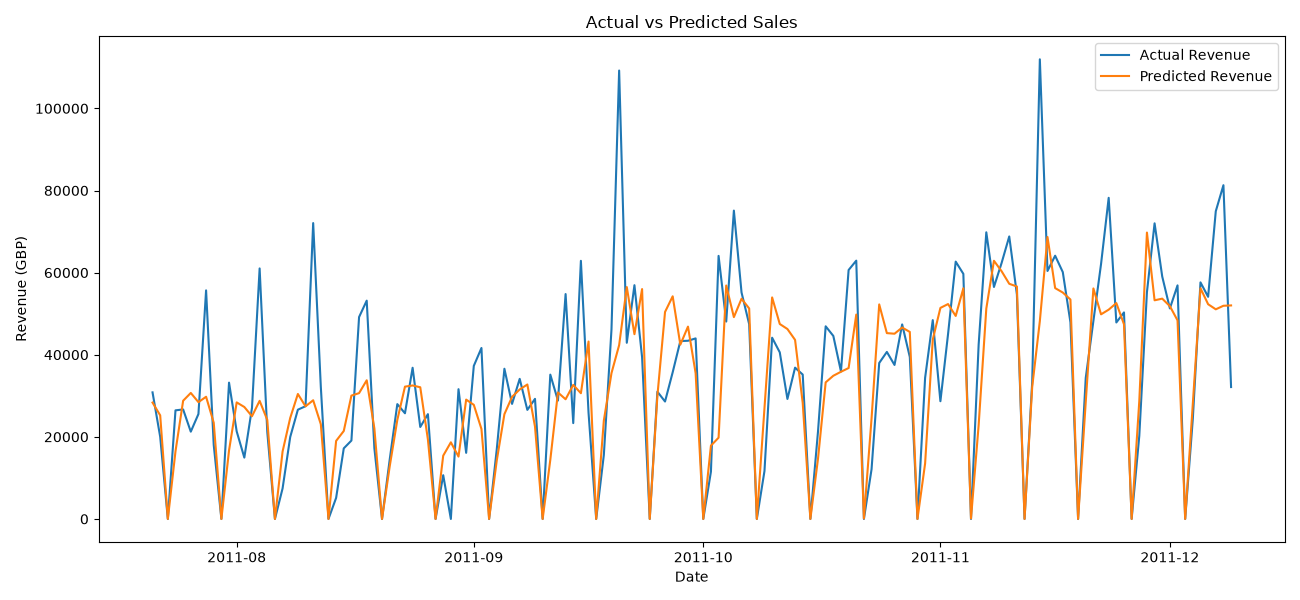 Actual vs Predicted Sales
Actual Revenue
Predicted Revenue
Revenue (GBP)
100000
80000
60000
40000
20000
0
2011-08
2011-09
2011-10
2011-11
2011-12
Date